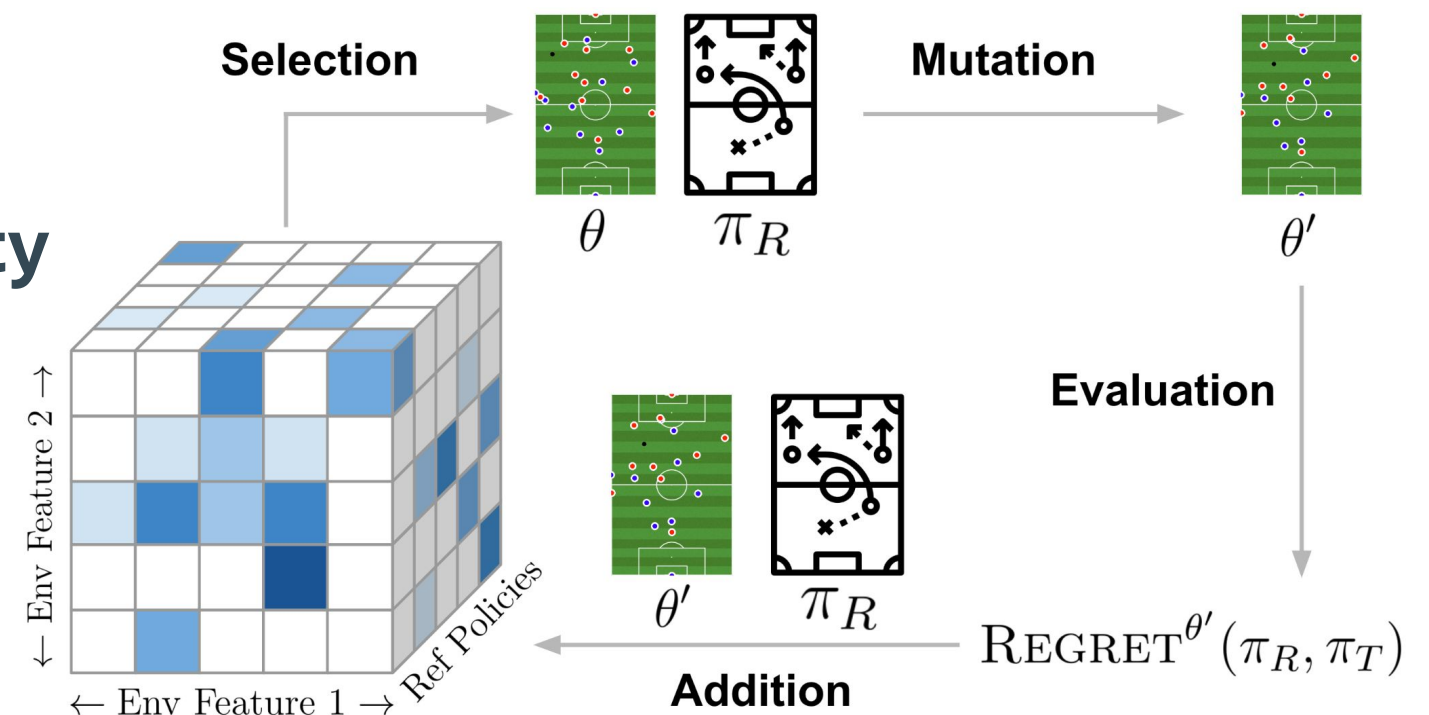 Selection
Mutation
θ
π_R
θ′
ty
← Env Feature 2 →
Evaluation
θ′
π_R
Ref Policies
REGRET^θ′ (π_R, π_T)
← Env Feature 1 →
Addition